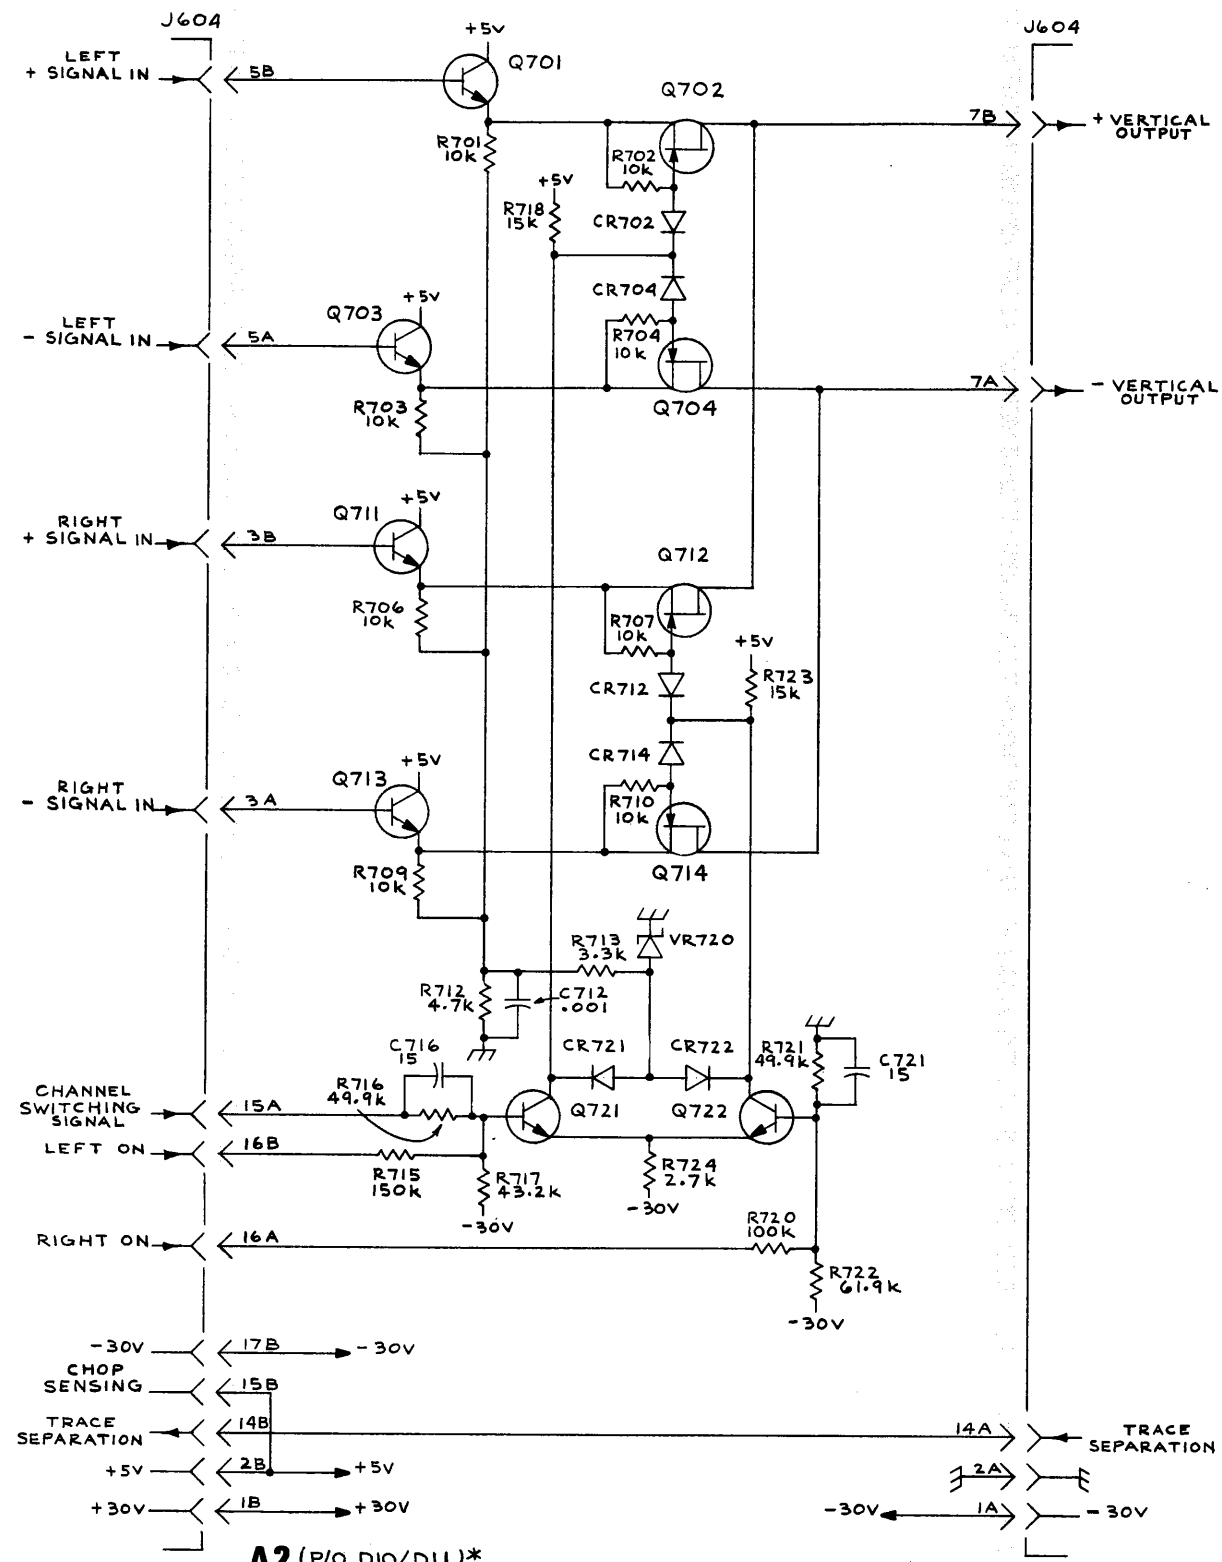 J604
J604
+5V
Q701
LEFT
+ SIGNAL IN
5B
Q702
7B
+ VERTICAL
OUTPUT
R701
10K
R702
10K
+5V
R718
15K
CR702
CR704
+5V
Q703
LEFT
- SIGNAL IN
5A
R704
10K
7A
- VERTICAL
OUTPUT
R703
10K
Q704
+5V
Q711
RIGHT
+ SIGNAL IN
3B
Q712
R706
10K
R707
10K
+5V
R723
15K
CR712
CR714
+5V
Q713
RIGHT
- SIGNAL IN
3A
R710
10K
R709
10K
Q714
R713
3.3K
VR720
R712
4.7K
C712
.001
C716
15
CR721
CR722
R721
49.9K
C721
15
R716
49.9K
CHANNEL
SWITCHING
SIGNAL
15A
Q721
Q722
LEFT ON
16B
R715
150K
R717
43.2K
-30V
R724
2.7K
-30V
R720
100K
RIGHT ON
16A
R722
61.9K
-30V
-30V
17B
-30V
CHOP
SENSING
15B
TRACE
SEPARATION
14B
14A
TRACE
SEPARATION
+5V
2B
+5V
2A
+30V
1B
+30V
-30V
1A
-30V
A2 (P/O D10/D11)*